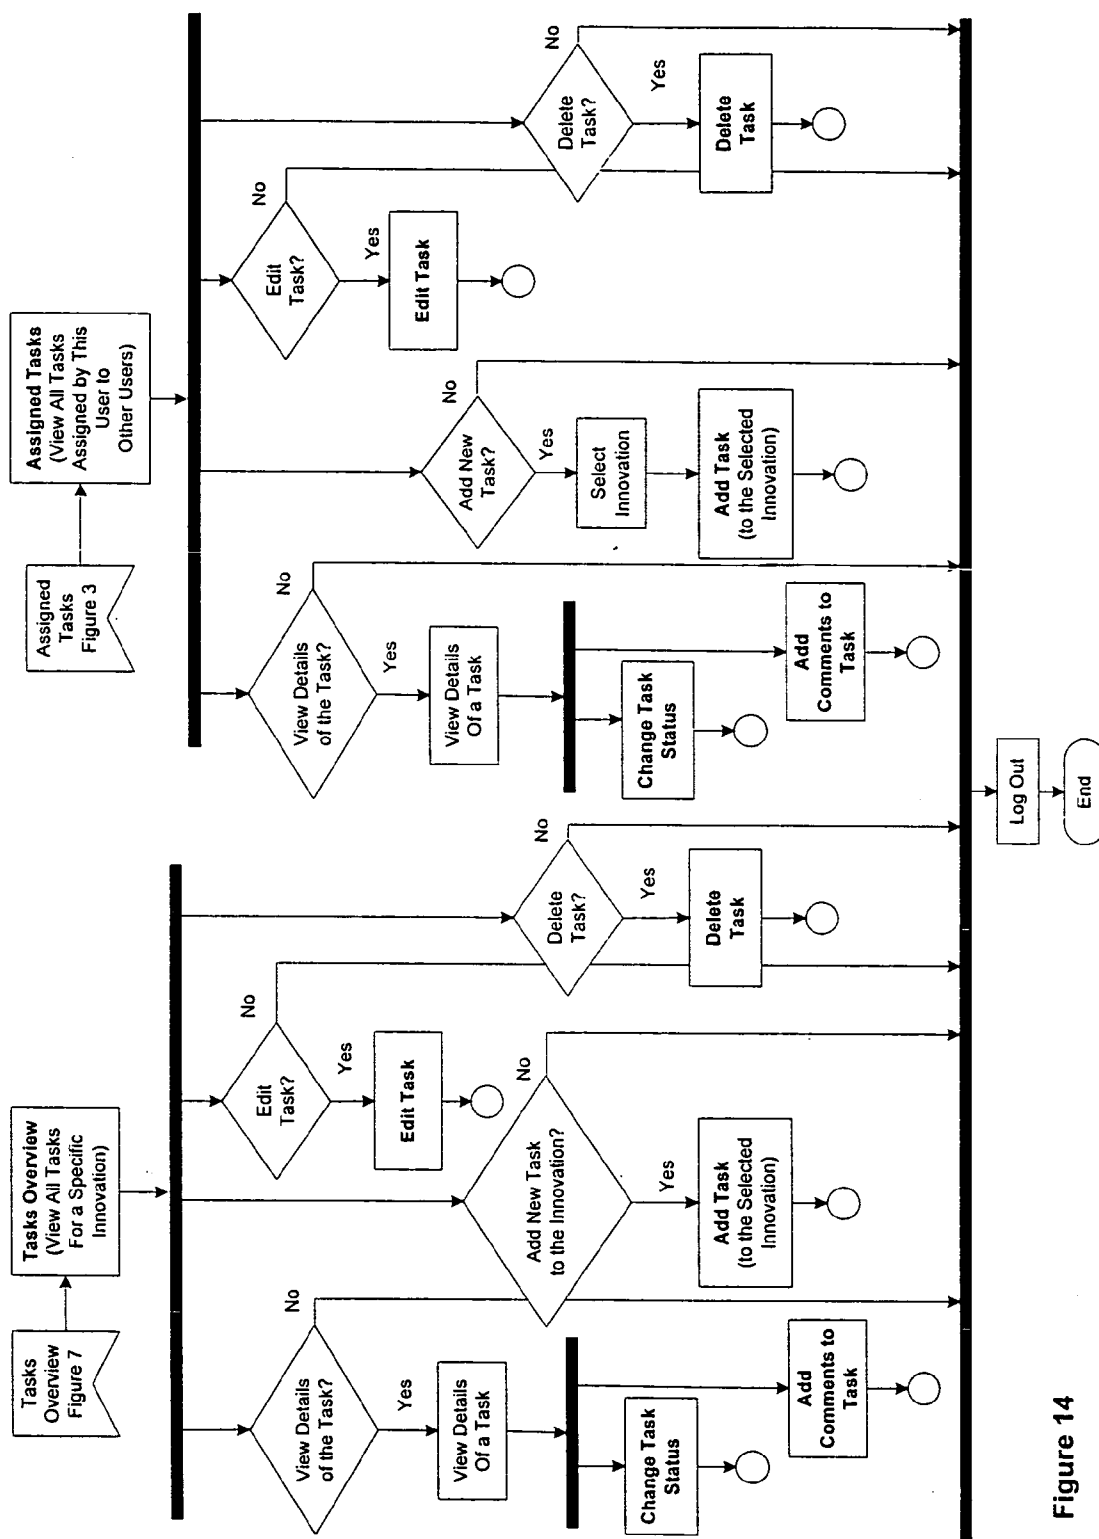 Tasks
Overview
Figure 7
Tasks Overview
(View All Tasks
For a Specific
Innovation)
View Details
of the Task?
No
Yes
View Details
Of a Task
Change Task
Status
Add
Comments to
Task
Add New Task
to the Innovation?
No
Yes
Add Task
(to the Selected
Innovation)
Edit
Task?
No
Yes
Edit Task
Delete
Task?
No
Yes
Delete
Task
Assigned
Tasks
Figure 3
Assigned Tasks
(View All Tasks
Assigned by This
User to
Other Users)
View Details
of the Task?
No
Yes
View Details
Of a Task
Change Task
Status
Add
Comments to
Task
Add New
Task?
No
Yes
Select
Innovation
Add Task
(to the Selected
Innovation)
Edit
Task?
No
Yes
Edit Task
Delete
Task?
No
Yes
Delete
Task
Log Out
End
Figure 14